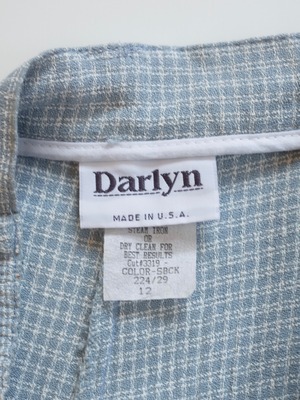 Darlyn
MADE IN U.S.A.
STEAM IRON
OR
DRY CLEAN FOR
BEST RESULTS
Cut#3319 -
COLOR-SBCK
224/29
12